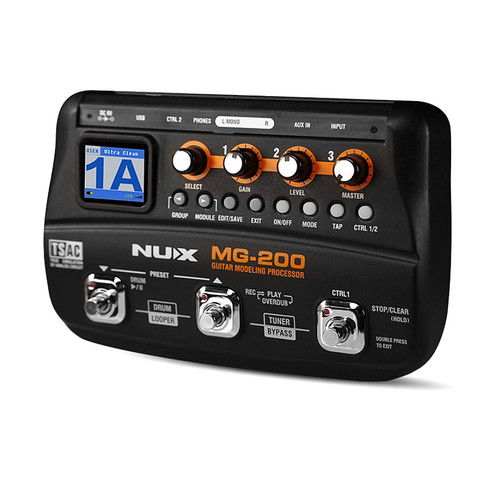 DC 9V
USB
CTRL 2
PHONES
L MONO
R
AUX IN
INPUT
USER
Ultra Clean
1A
1
2
3
SELECT
GAIN
LEVEL
MASTER
GROUP
MODULE
EDIT/SAVE
EXIT
ON/OFF
MODE
TAP
CTRL 1/2
TSAC
NUX MG-200
GUITAR MODELING PROCESSOR
PRESET
DRUM
REC
PLAY
OVERDUB
CTRL1
STOP/CLEAR
(HOLD)
DRUM
LOOPER
TUNER
BYPASS
DOUBLE PRESS
TO EXIT